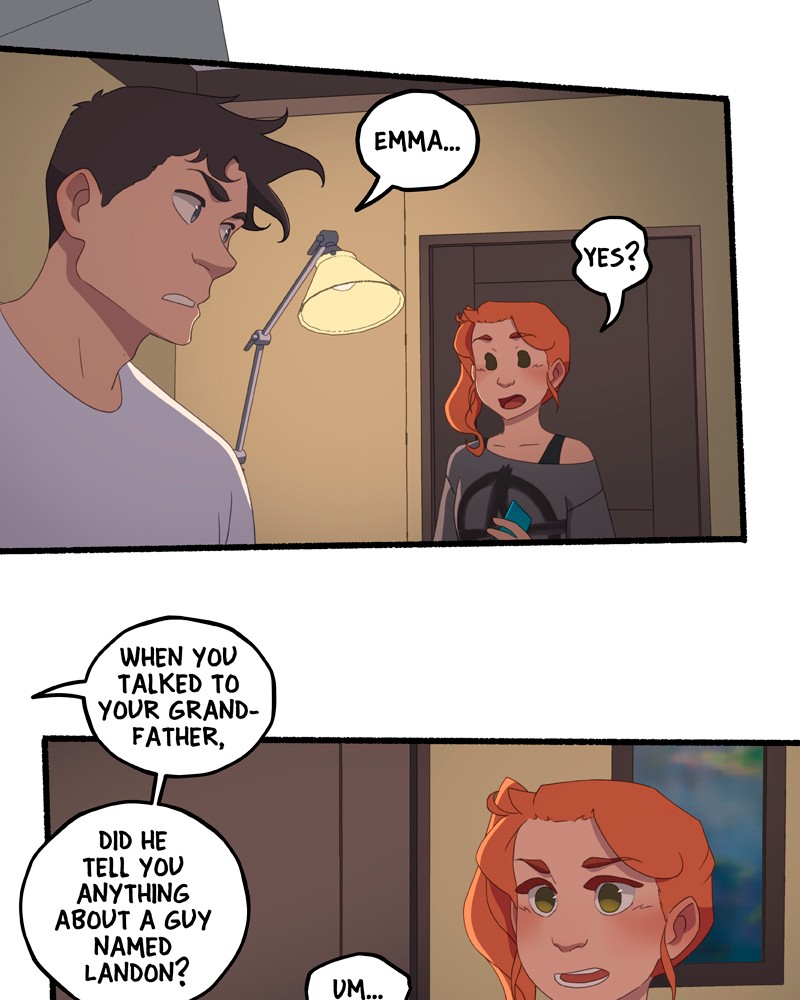 EMMA...
YES?
WHEN YOU
TALKED TO
YOUR GRAND-
FATHER,
DID HE
TELL YOU
ANYTHING
ABOUT A GUY
NAMED
LANDON?
UM...